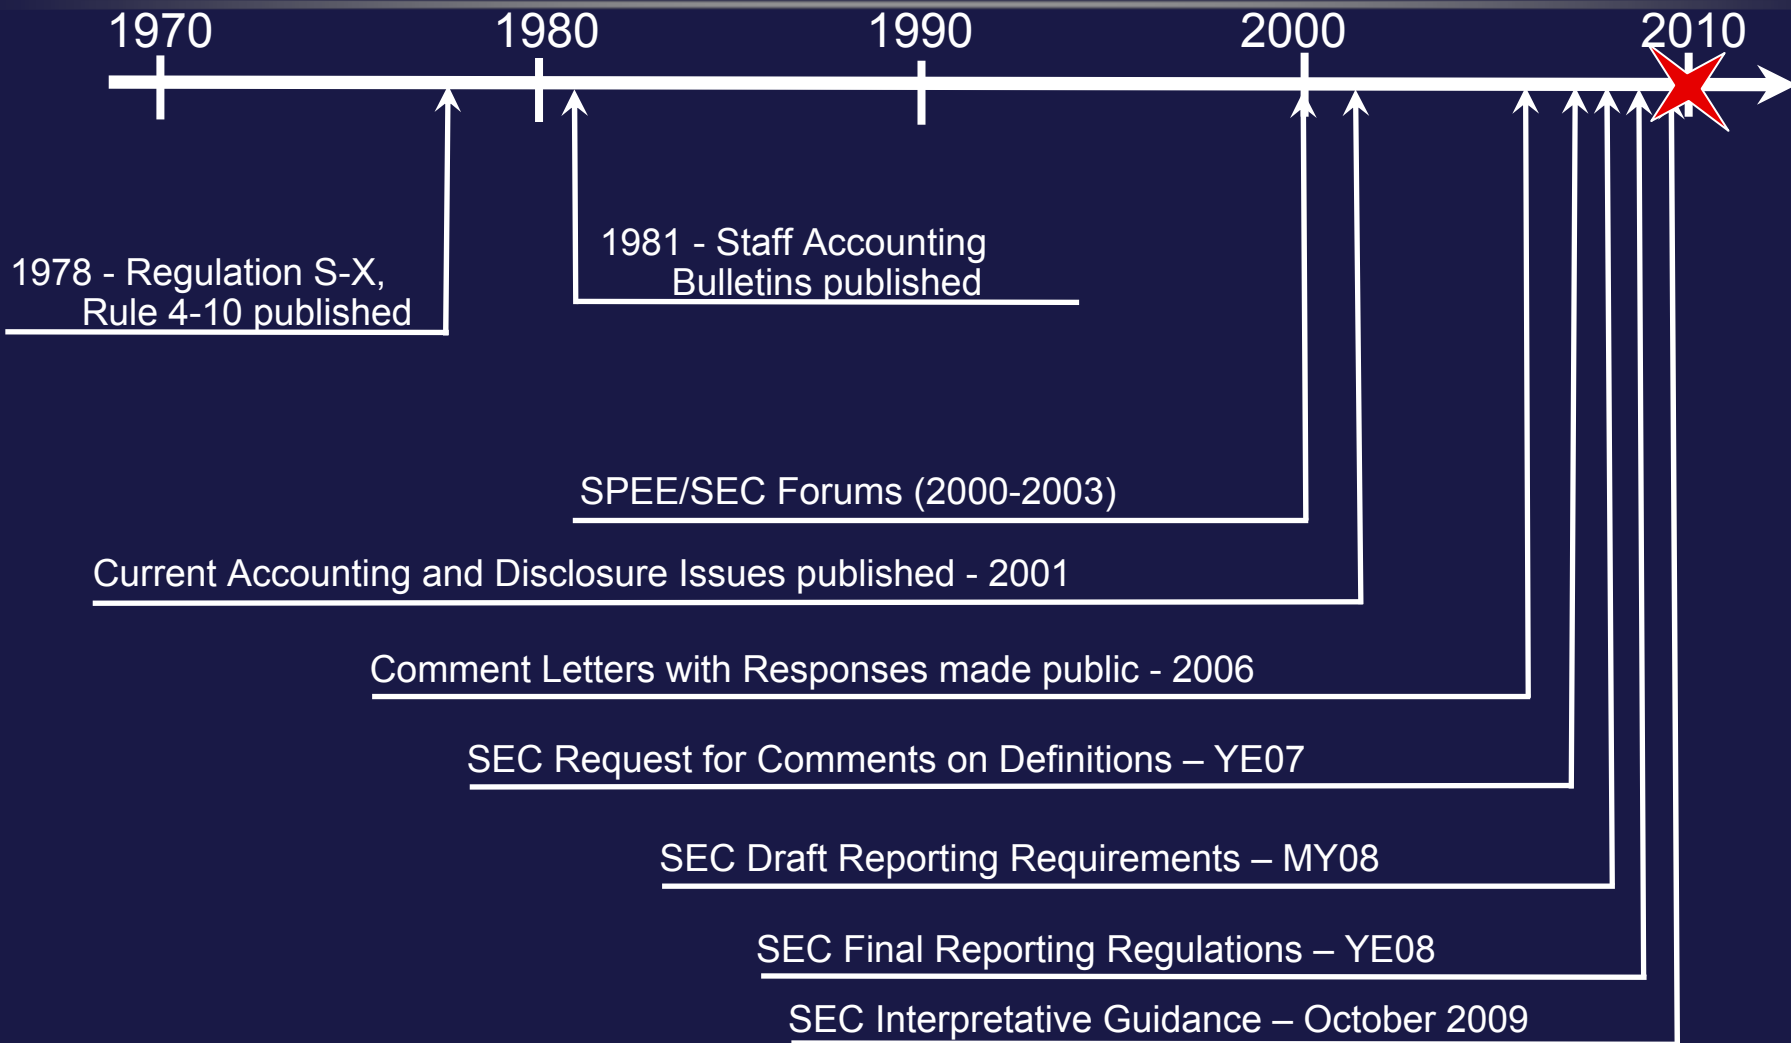 1970 1980 1990 2000 2010
1978 - Regulation S-X,
Rule 4-10 published
1981 - Staff Accounting
Bulletins published
SPEE/SEC Forums (2000-2003)
Current Accounting and Disclosure Issues published - 2001
Comment Letters with Responses made public - 2006
SEC Request for Comments on Definitions – YE07
SEC Draft Reporting Requirements – MY08
SEC Final Reporting Regulations – YE08
SEC Interpretative Guidance – October 2009